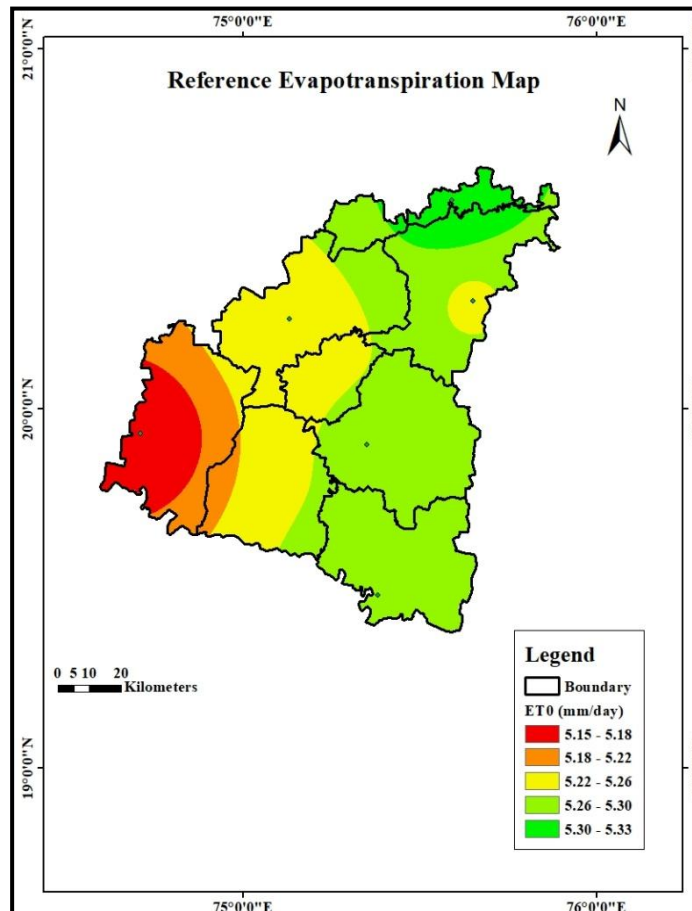 75°0'0"E 76°0'0"E
21°0'0"N
Reference Evapotranspiration Map
N
20°0'0"N
0 5 10 20
Kilometers
Legend
Boundary
ET0 (mm/day)
5.15 - 5.18
5.18 - 5.22
5.22 - 5.26
5.26 - 5.30
5.30 - 5.33
19°0'0"N
75°0'0"E 76°0'0"E